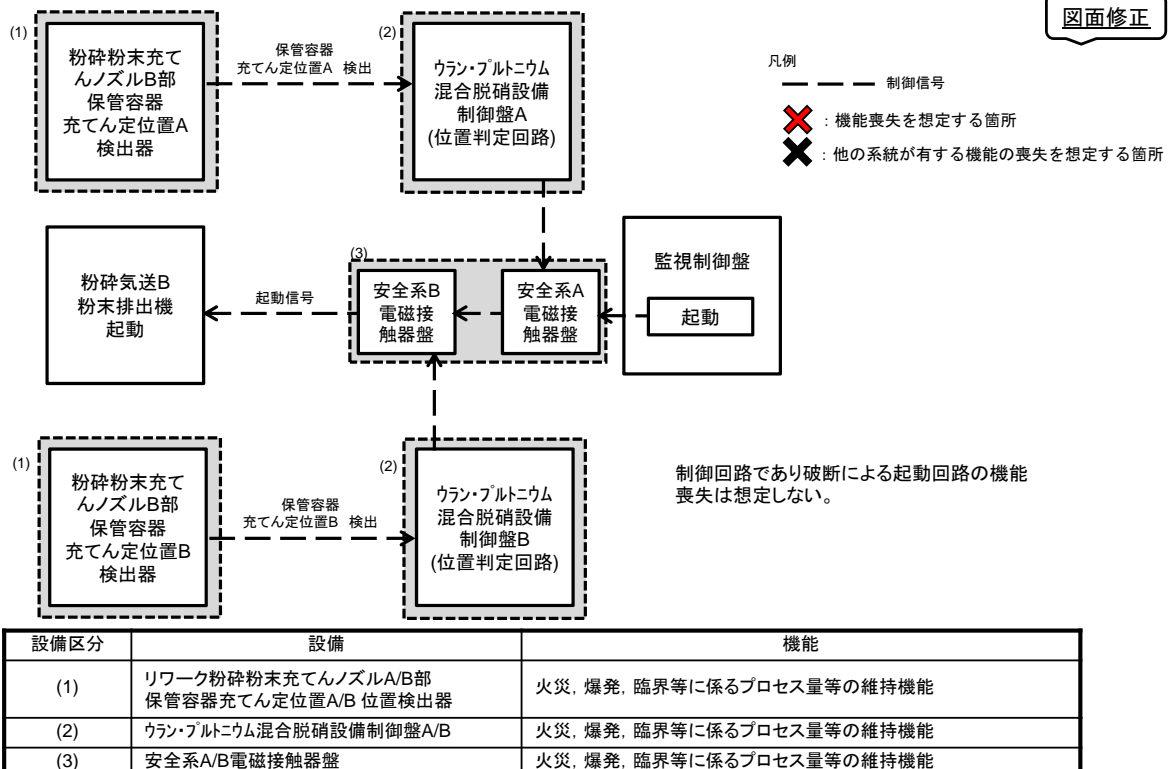 図面修正
(1)
粉砕粉末充て
んノズルB部
保管容器
充てん定位置A
検出器
保管容器
充てん定位置A 検出
(2)
ウラン・プルトニウム
混合脱硝設備
制御盤A
(位置判定回路)
凡例
制御信号
：機能喪失を想定する箇所
：他の系統が有する機能の喪失を想定する箇所
粉砕気送B
粉末排出機
起動
起動信号
(3)
安全系B
電磁接
触器盤
安全系A
電磁接
触器盤
監視制御盤
起動
(1)
粉砕粉末充て
んノズルB部
保管容器
充てん定位置B
検出器
保管容器
充てん定位置B 検出
(2)
ウラン・プルトニウム
混合脱硝設備
制御盤B
(位置判定回路)
制御回路であり破断による起動回路の機能
喪失は想定しない。
設備区分 設備 機能
(1) リワーク粉砕粉末充てんノズルA/B部
保管容器充てん定位置A/B 位置検出器 火災，爆発，臨界等に係るプロセス量等の維持機能
(2) ウラン・プルトニウム混合脱硝設備制御盤A/B 火災，爆発，臨界等に係るプロセス量等の維持機能
(3) 安全系A/B電磁接触器盤 火災，爆発，臨界等に係るプロセス量等の維持機能